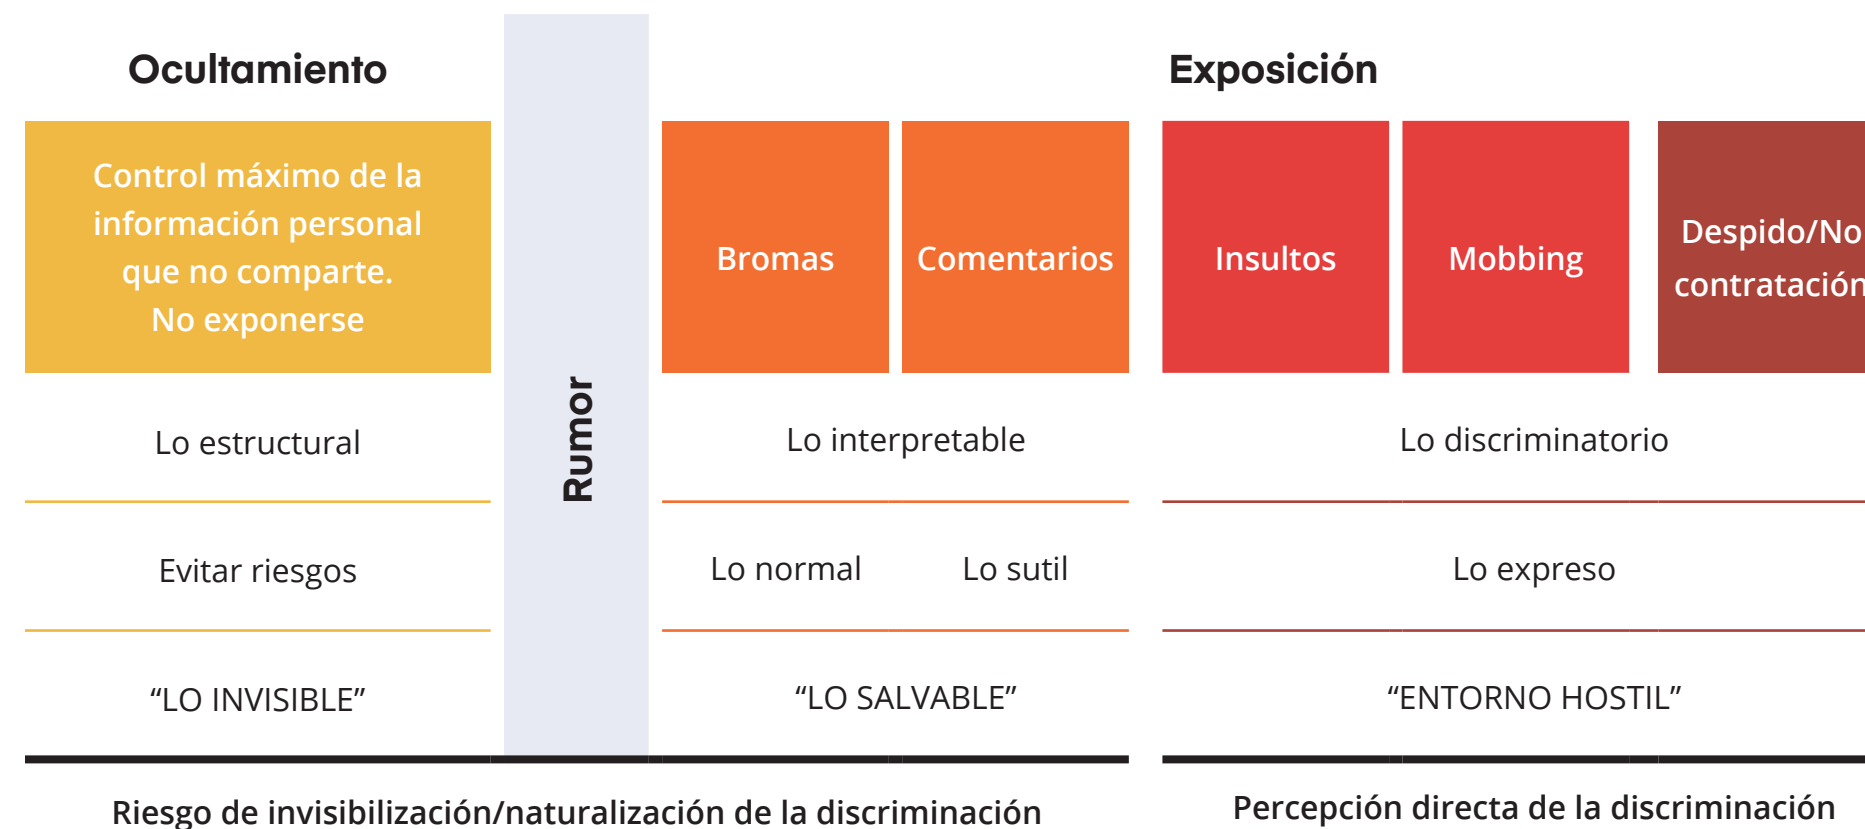 Ocultamiento
Exposición
Control máximo de la
información personal
que no comparte.
No exponerse
Rumor
Bromas
Comentarios
Insultos
Mobbing
Despido/No
contratación
Lo estructural
Lo interpretable
Lo discriminatorio
Evitar riesgos
Lo normal
Lo sutil
Lo expreso
“LO INVISIBLE”
“LO SALVABLE”
“ENTORNO HOSTIL”
Riesgo de invisibilización/naturalización de la discriminación
Percepción directa de la discriminación